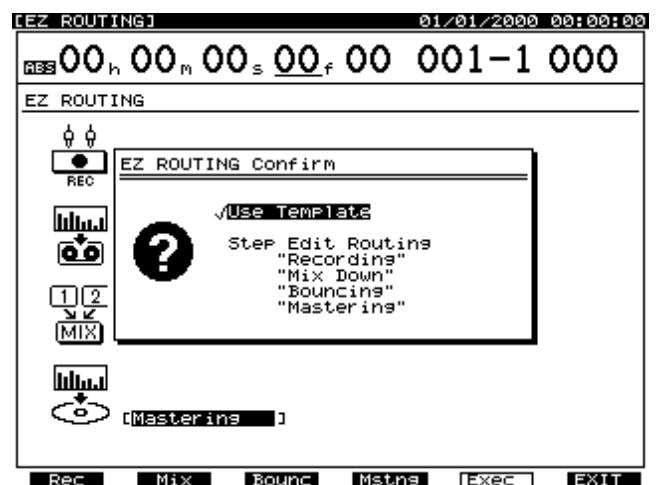 [EZ ROUTING] 01/01/2000 00:00:00
ABS 00h 00m 00s 00f 00 001-1 000
EZ ROUTING
REC
EZ ROUTING Confirm
√Use Template
?
Step Edit Routing
"Recording"
"Mix Down"
"Bouncing"
"Mastering"
1 2
MIX
[Mastering ]
Rec Mix Bounc Mstng Exec EXIT